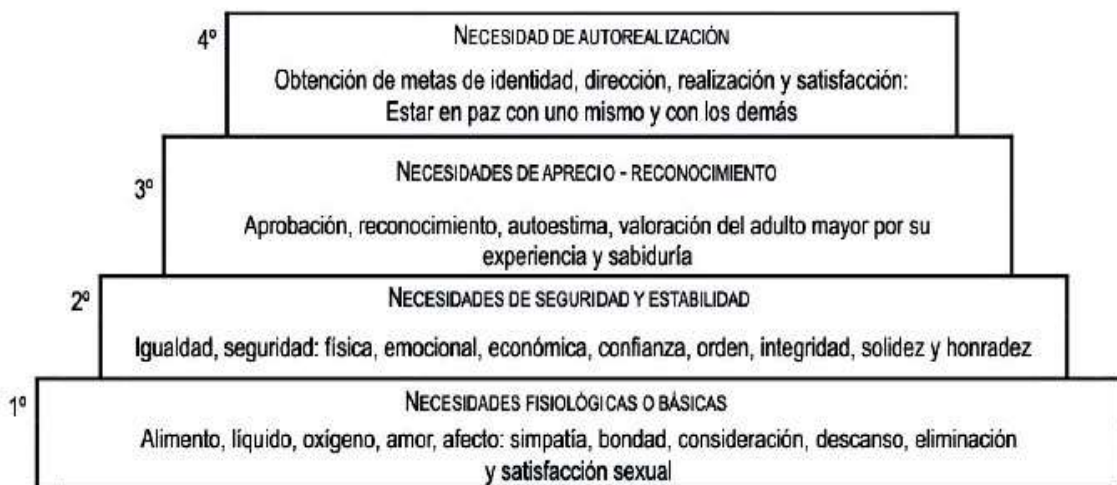 4º
NECESIDAD DE AUTOREALIZACIÓN
Obtención de metas de identidad, dirección, realización y satisfacción:
Estar en paz con uno mismo y con los demás
3º
NECESIDADES DE APRECIO - RECONOCIMIENTO
Aprobación, reconocimiento, autoestima, valoración del adulto mayor por su
experiencia y sabiduría
2º
NECESIDADES DE SEGURIDAD Y ESTABILIDAD
Igualdad, seguridad: física, emocional, económica, confianza, orden, integridad, solidez y honradez
1º
NECESIDADES FISIOLÓGICAS O BÁSICAS
Alimento, líquido, oxígeno, amor, afecto: simpatía, bondad, consideración, descanso, eliminación
y satisfacción sexual